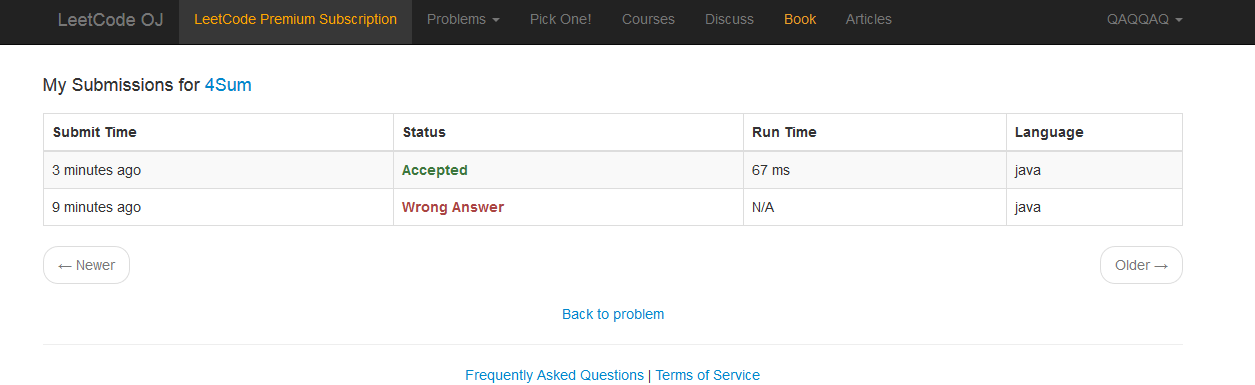 LeetCode OJ LeetCode Premium Subscription Problems Pick One! Courses Discuss Book Articles QAQQAQ
My Submissions for 4Sum
Submit Time Status Run Time Language
3 minutes ago Accepted 67 ms java
9 minutes ago Wrong Answer N/A java
← Newer Older →
Back to problem
Frequently Asked Questions | Terms of Service